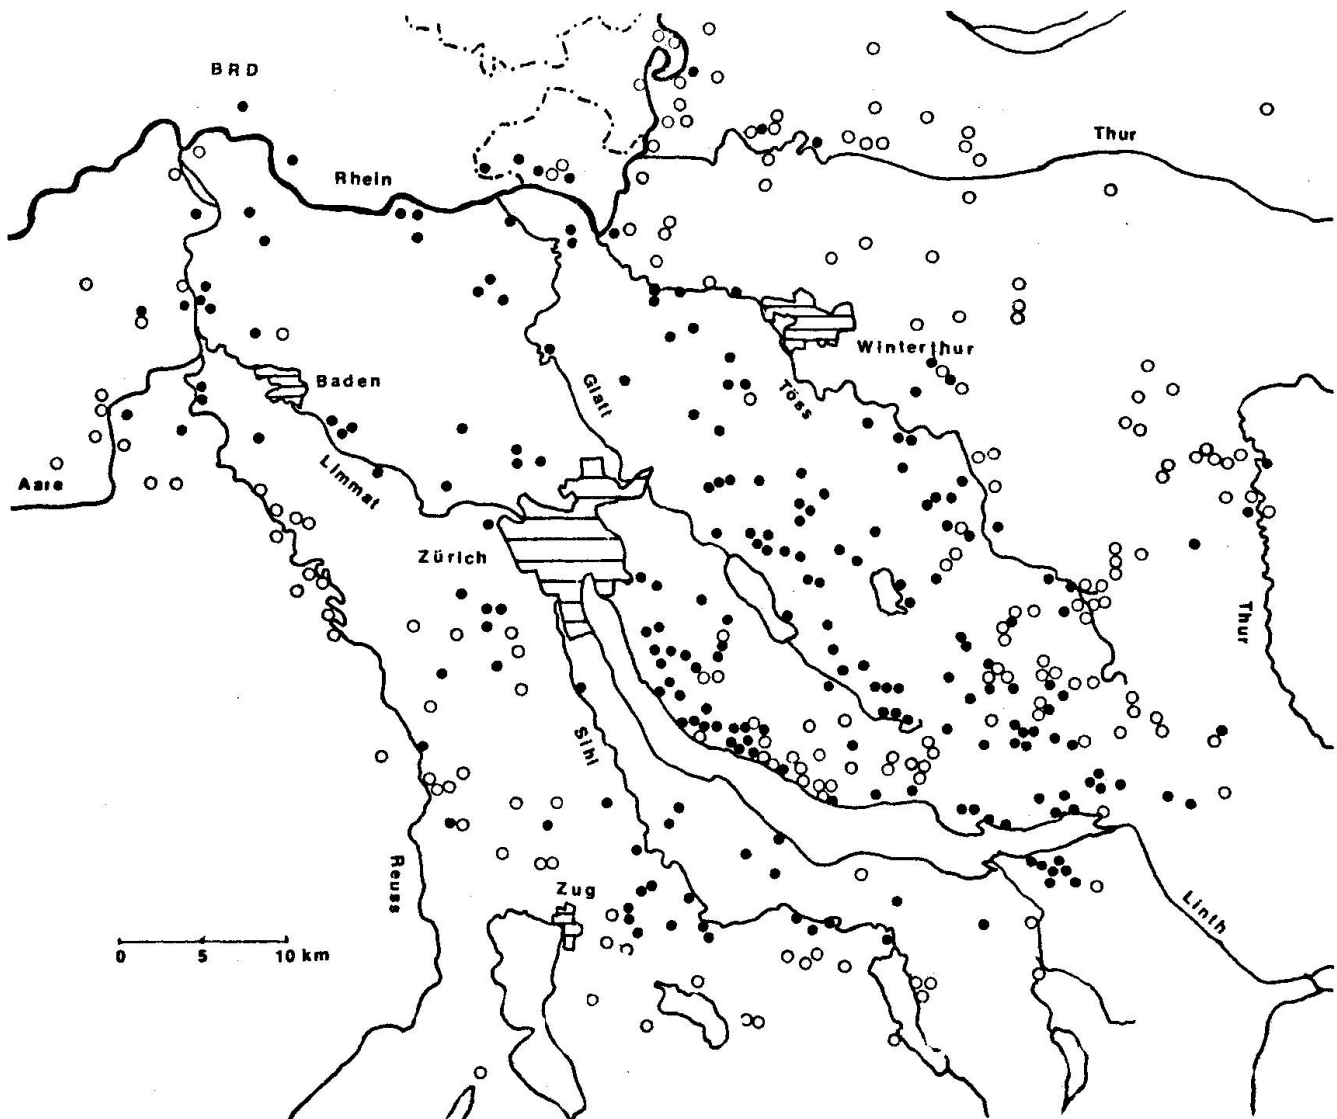 BRD
Thur
Rhein
Winterthur
Baden
Glatt
Töss
Aare
Limmat
Zürich
Thur
Sihl
Reuss
Zug
Linth
0 5 10 km